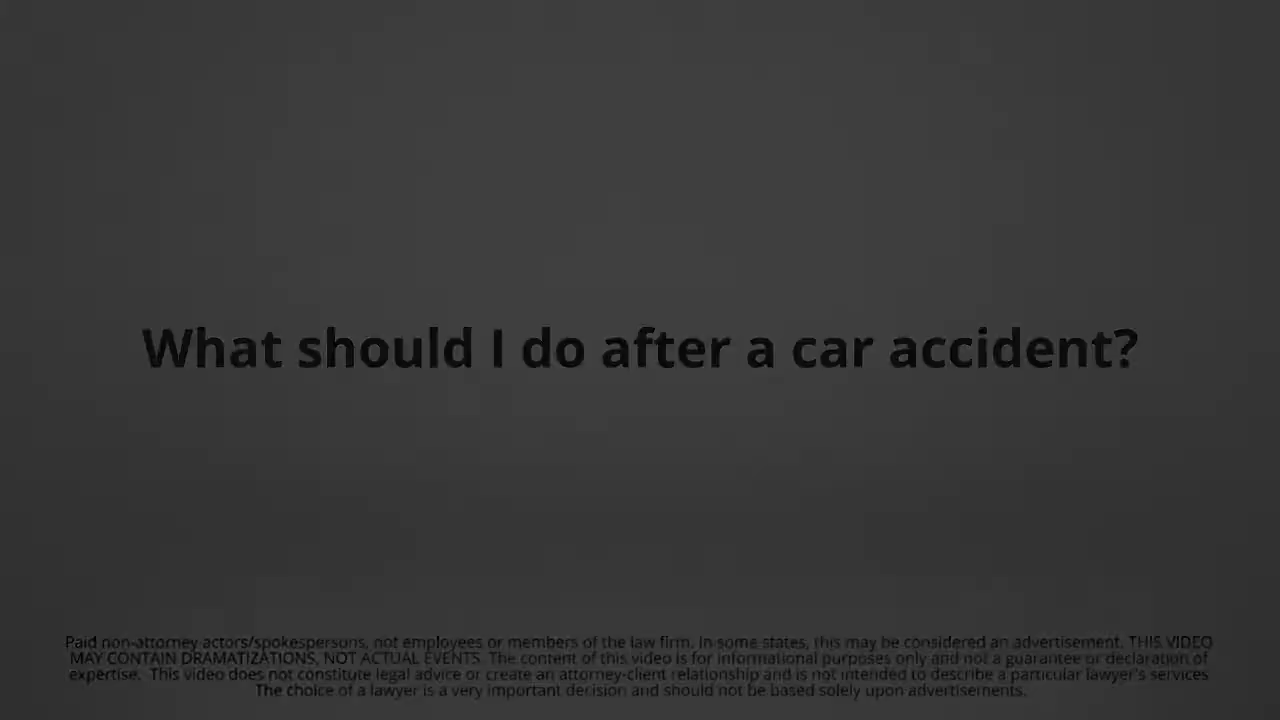 What should I do after a car accident?
Paid non-attorney actors/spokespersons, not employees or members of the law firm. In some states, this may be considered an advertisement. THIS VIDEO
MAY CONTAIN DRAMATIZATIONS, NOT ACTUAL EVENTS. The content of this video is for informational purposes only and not a guarantee or declaration of
expertise. This video does not constitute legal advice or create an attorney-client relationship and is not intended to describe a particular lawyer's services
The choice of a lawyer is a very important decision and should not be based solely upon advertisements.